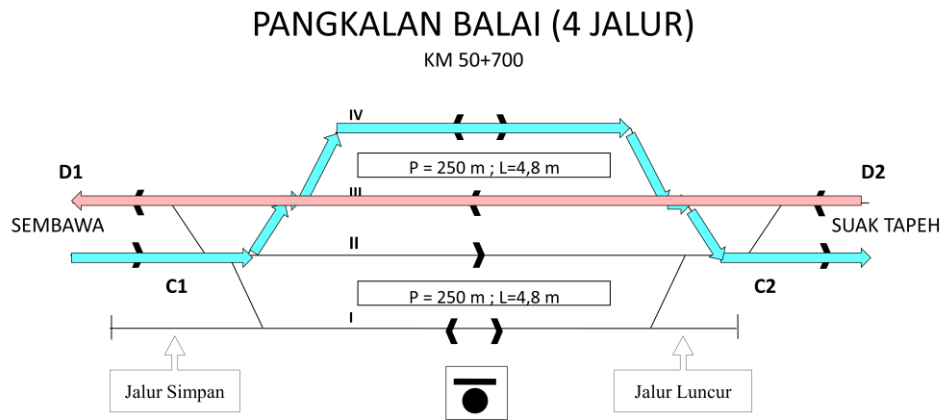 PANGKALAN BALAI (4 JALUR)
KM 50+700
IV
P = 250 m ; L=4,8 m
D1
D2
III
SEMBAWA
SUAK TAPEH
II
C1
C2
P = 250 m ; L=4,8 m
I
Jalur Simpan
Jalur Luncur